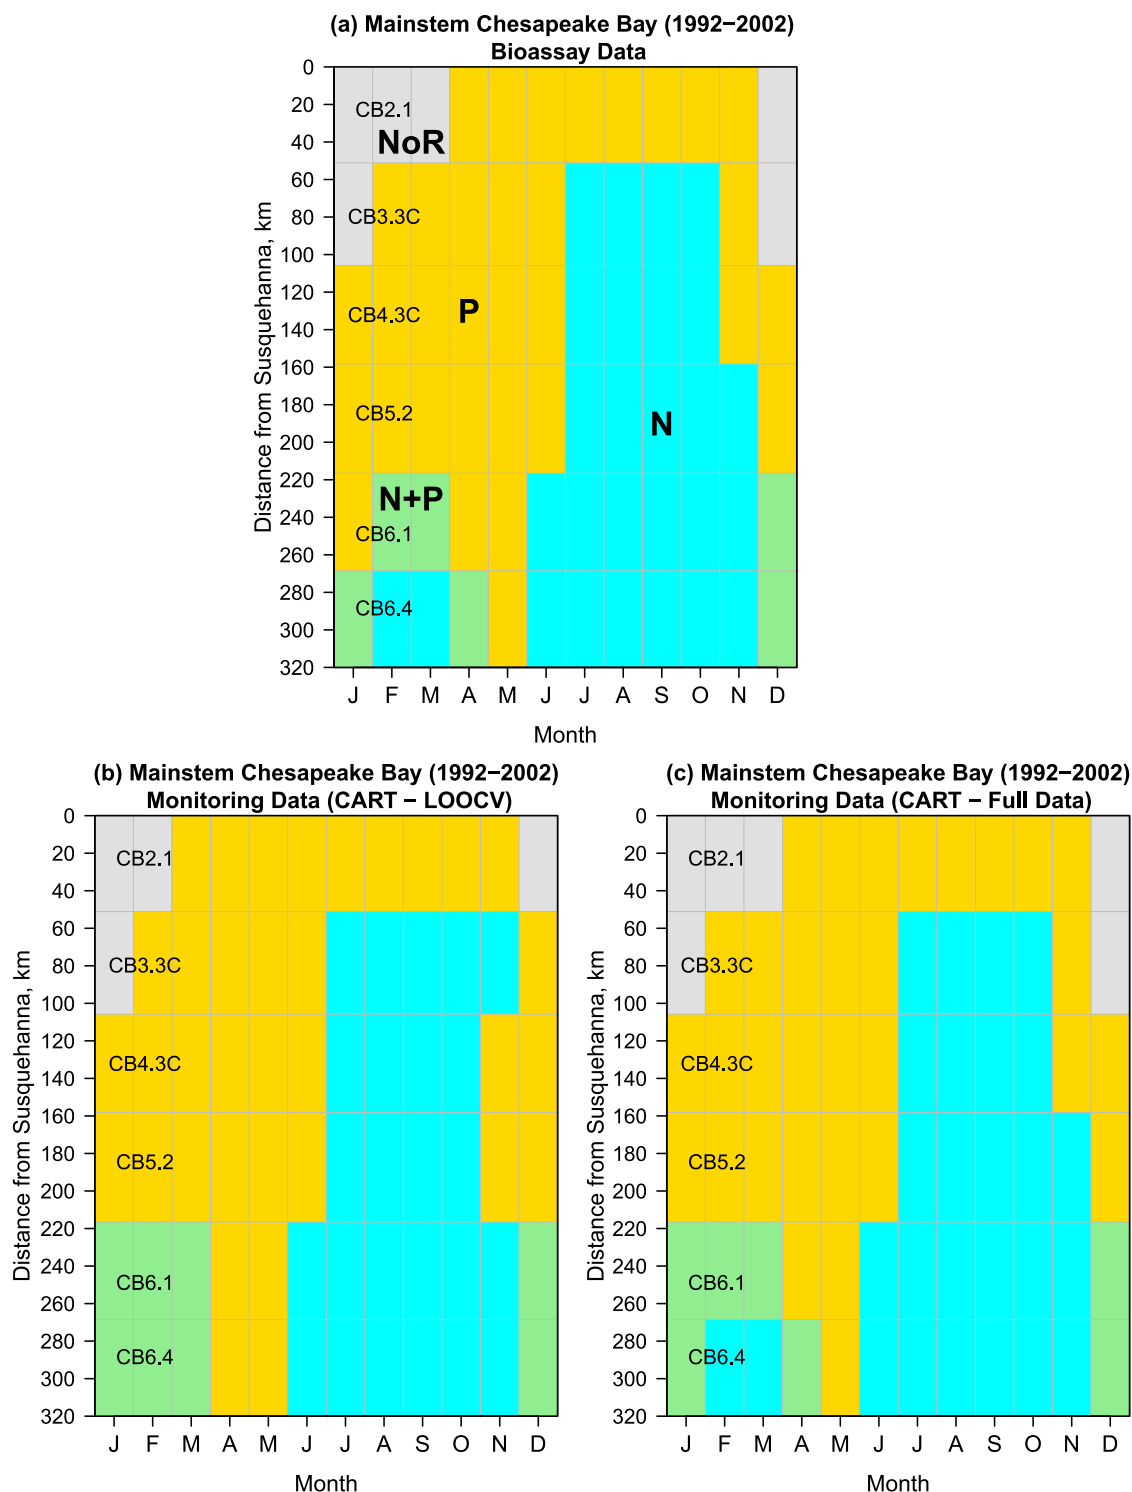 (a) Mainstem Chesapeake Bay (1992−2002)
Bioassay Data
Distance from Susquehanna, km
0
20
40
60
80
100
120
140
160
180
200
220
240
260
280
300
320
CB2.1
NoR
CB3.3C
CB4.3C
P
CB5.2
N
N+P
CB6.1
CB6.4
J F M A M J J A S O N D
Month
(b) Mainstem Chesapeake Bay (1992−2002)
Monitoring Data (CART − LOOCV)
Distance from Susquehanna, km
0
20
40
60
80
100
120
140
160
180
200
220
240
260
280
300
320
CB2.1
CB3.3C
CB4.3C
CB5.2
CB6.1
CB6.4
J F M A M J J A S O N D
Month
(c) Mainstem Chesapeake Bay (1992−2002)
Monitoring Data (CART − Full Data)
Distance from Susquehanna, km
0
20
40
60
80
100
120
140
160
180
200
220
240
260
280
300
320
CB2.1
CB3.3C
CB4.3C
CB5.2
CB6.1
CB6.4
J F M A M J J A S O N D
Month